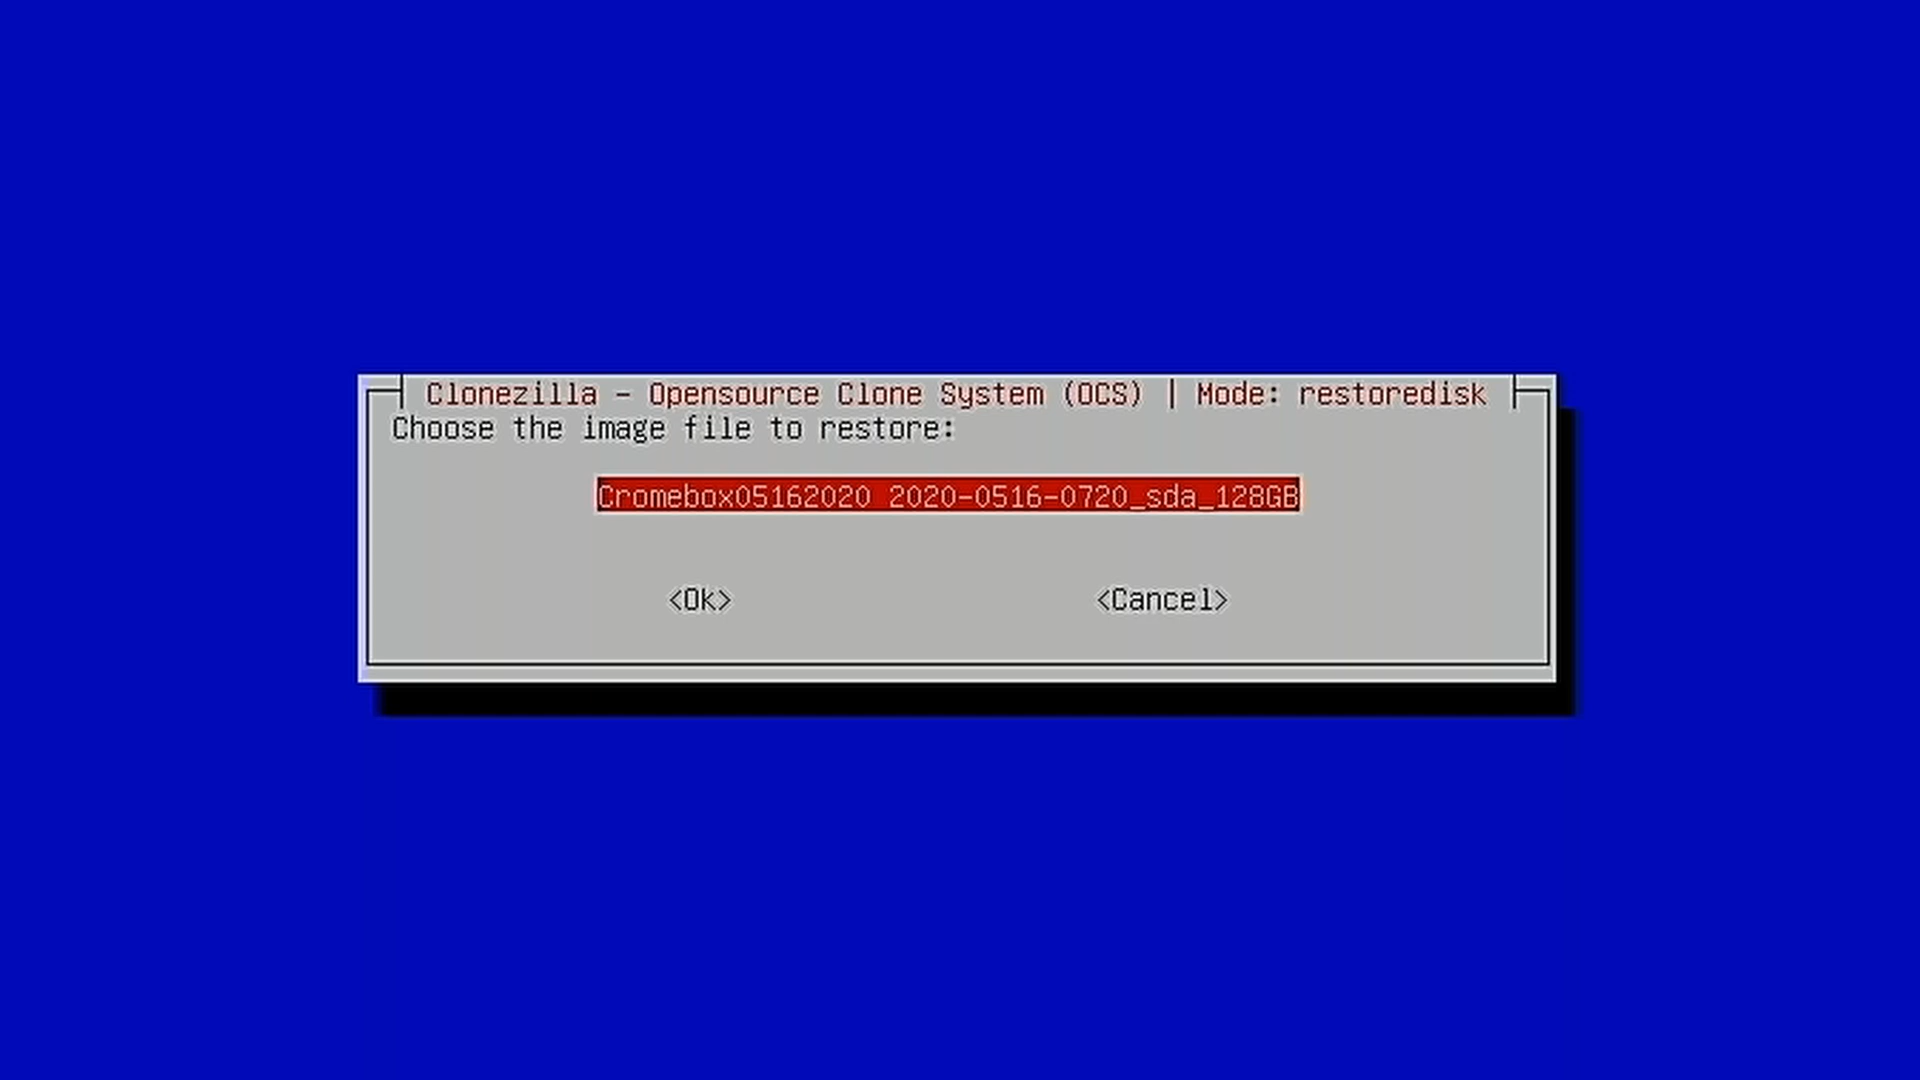 Clonezilla - Opensource Clone System (OCS) | Mode: restoredisk
Choose the image file to restore:
Cromebox05162020 2020-0516-0720_sda_128GB
<Ok> <Cancel>